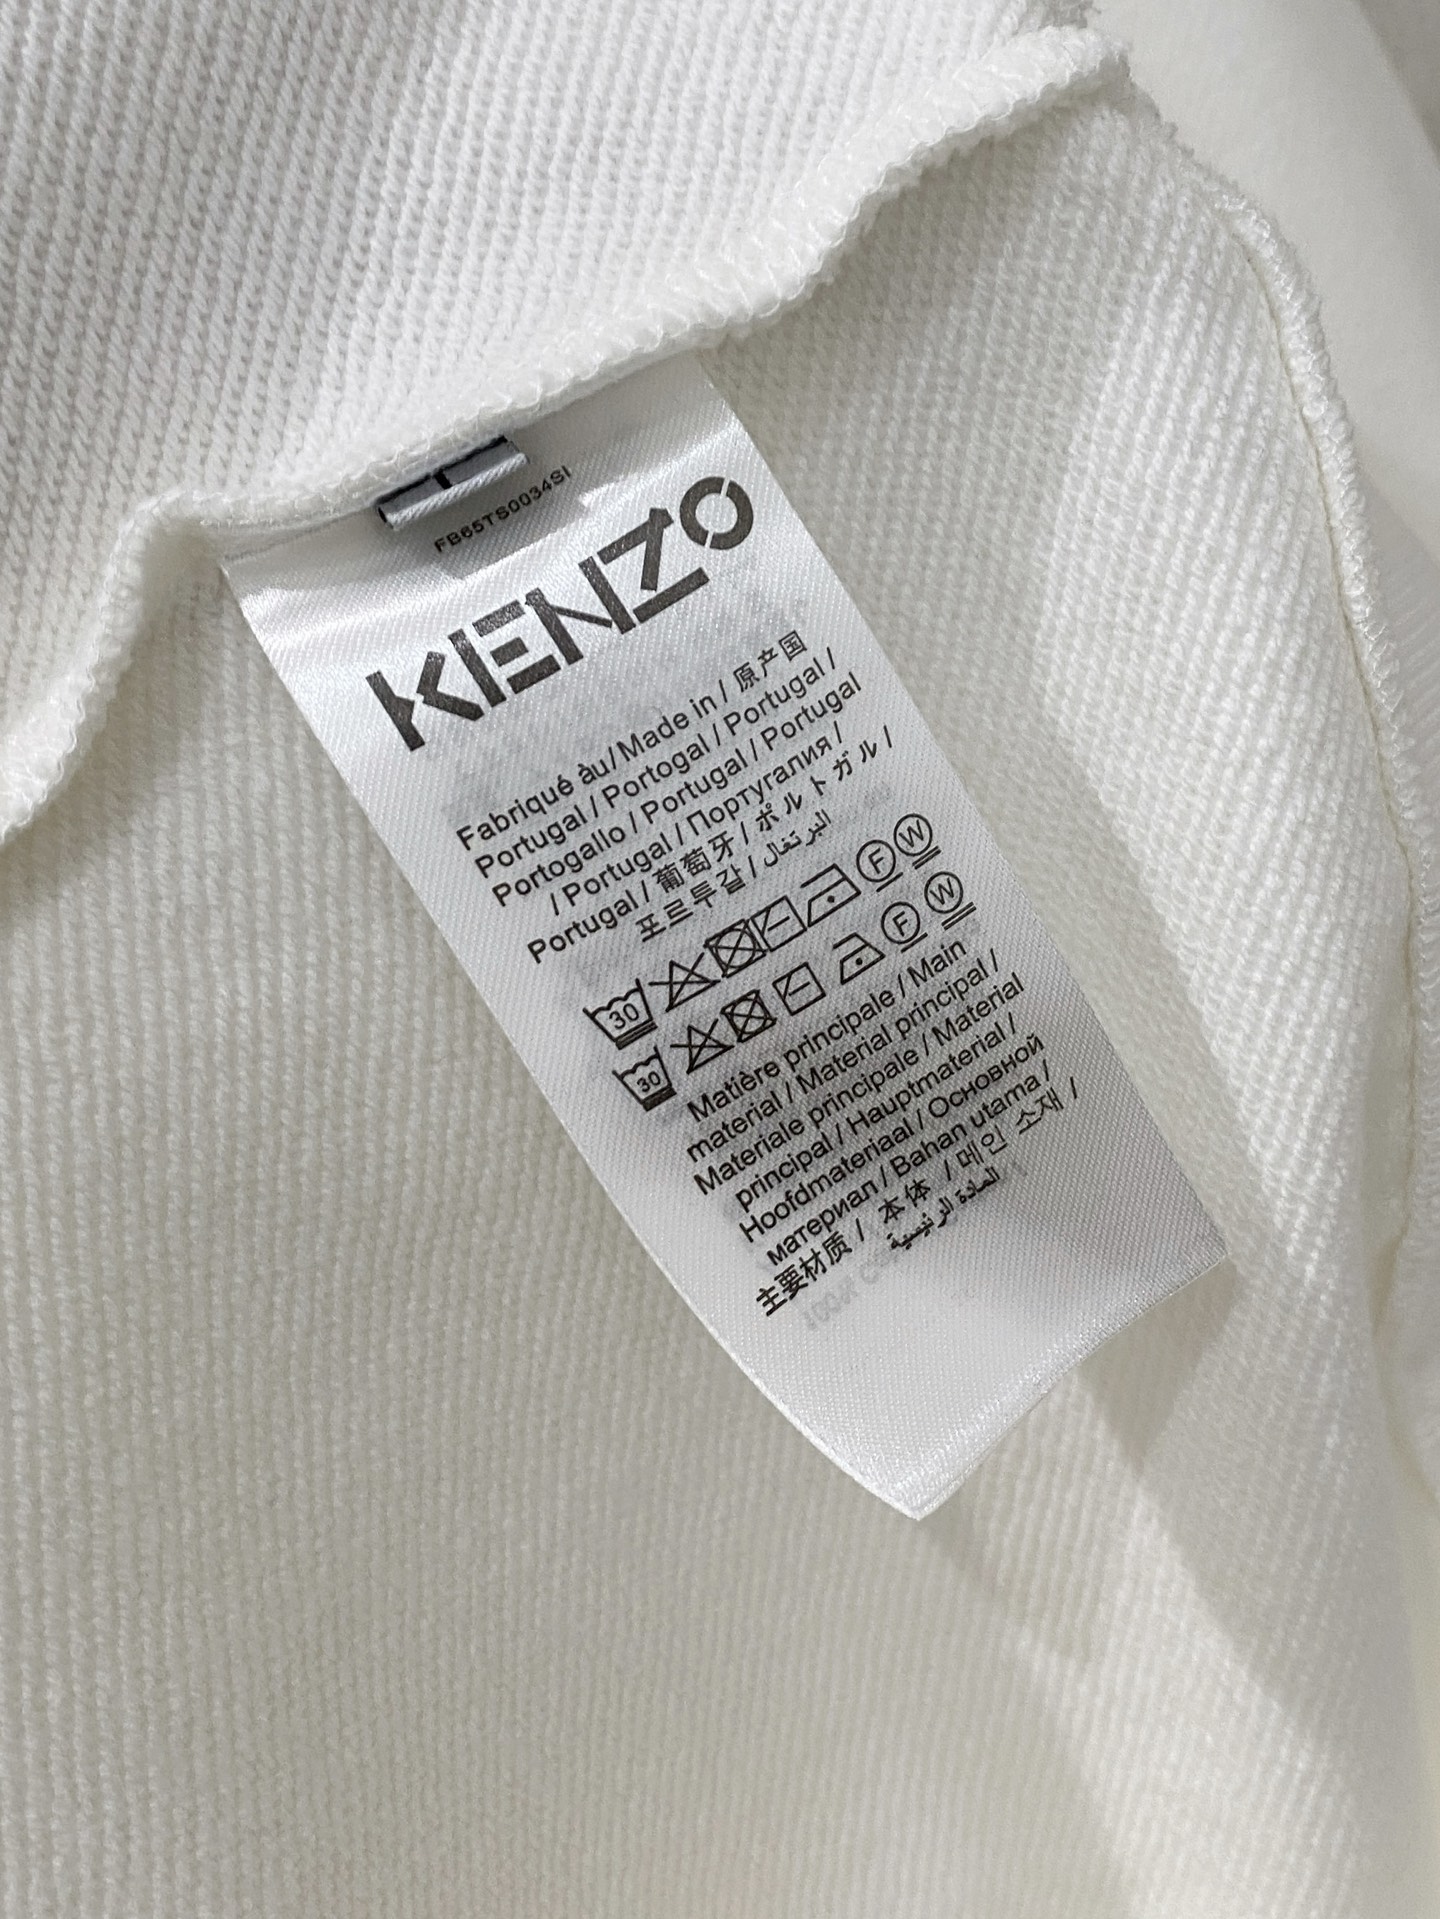 FB65TS0034SI
KENZO
Fabriqué àu/Made in / 原产国
Portugal / Portogal / Portugal /
Portogallo / Portugal / Portugal
/ Portugal / Португалия /
Portugal / 葡萄牙 / ポルトガル /
포르투갈 / البرتغال
30 F W
30 F W
Matière principale / Main
material / Material principal /
Materiale principale / Material
principal / Hauptmaterial /
Hoofdmateriaal / Основной
материал / Bahan utama /
主要材质 / 本体 / 메인 소재 /
المادة الرئيسية